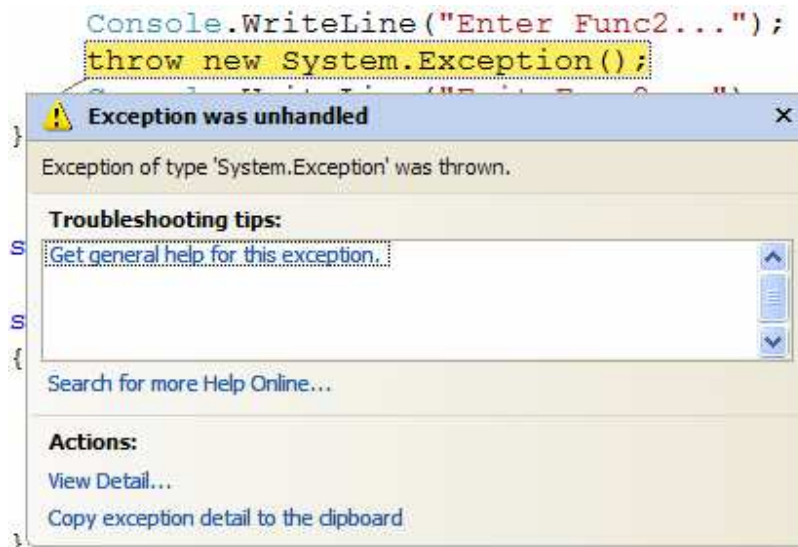 Console.WriteLine("Enter Func2...");
throw new System.Exception();
}
Exception was unhandled
Exception of type 'System.Exception' was thrown.
Troubleshooting tips:
s
Get general help for this exception.
s
{
Search for more Help Online...
Actions:
View Detail...
Copy exception detail to the clipboard
}